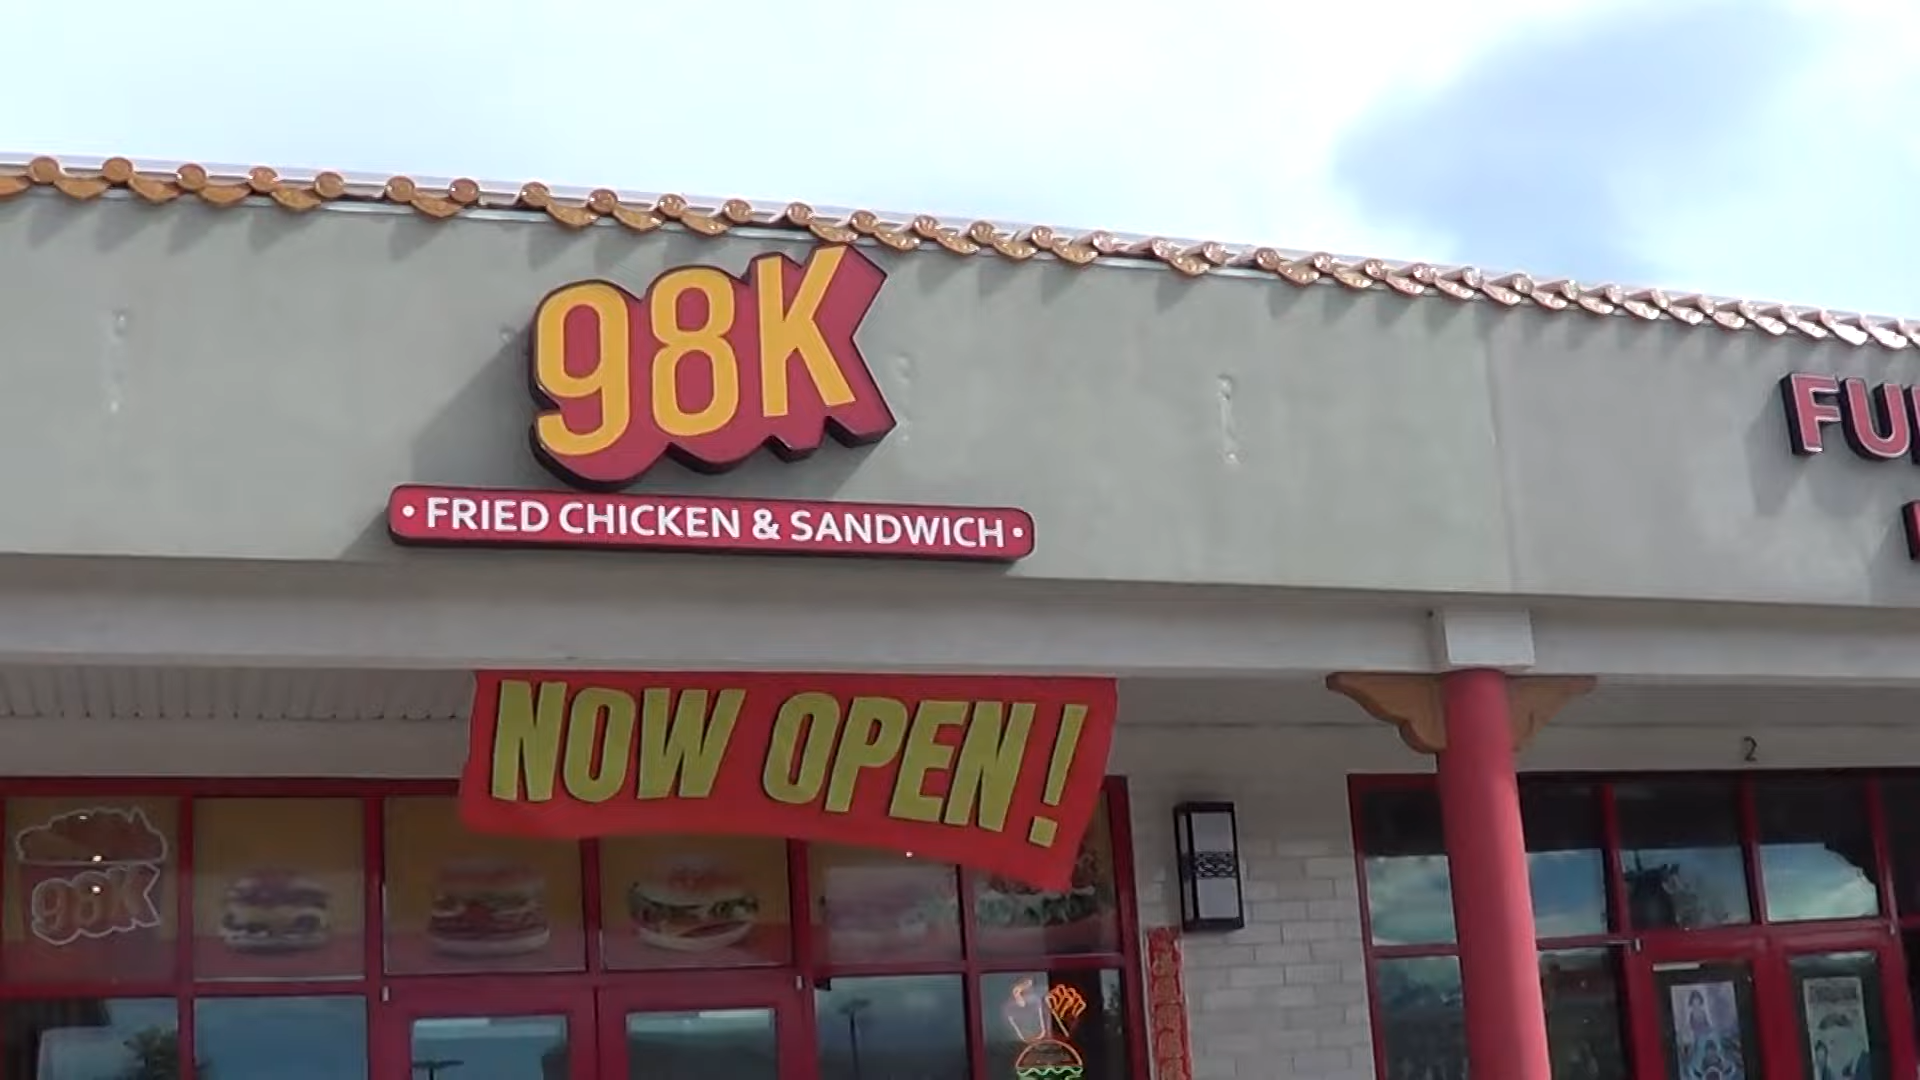 98K
• FRIED CHICKEN & SANDWICH •
NOW OPEN!
98K
2